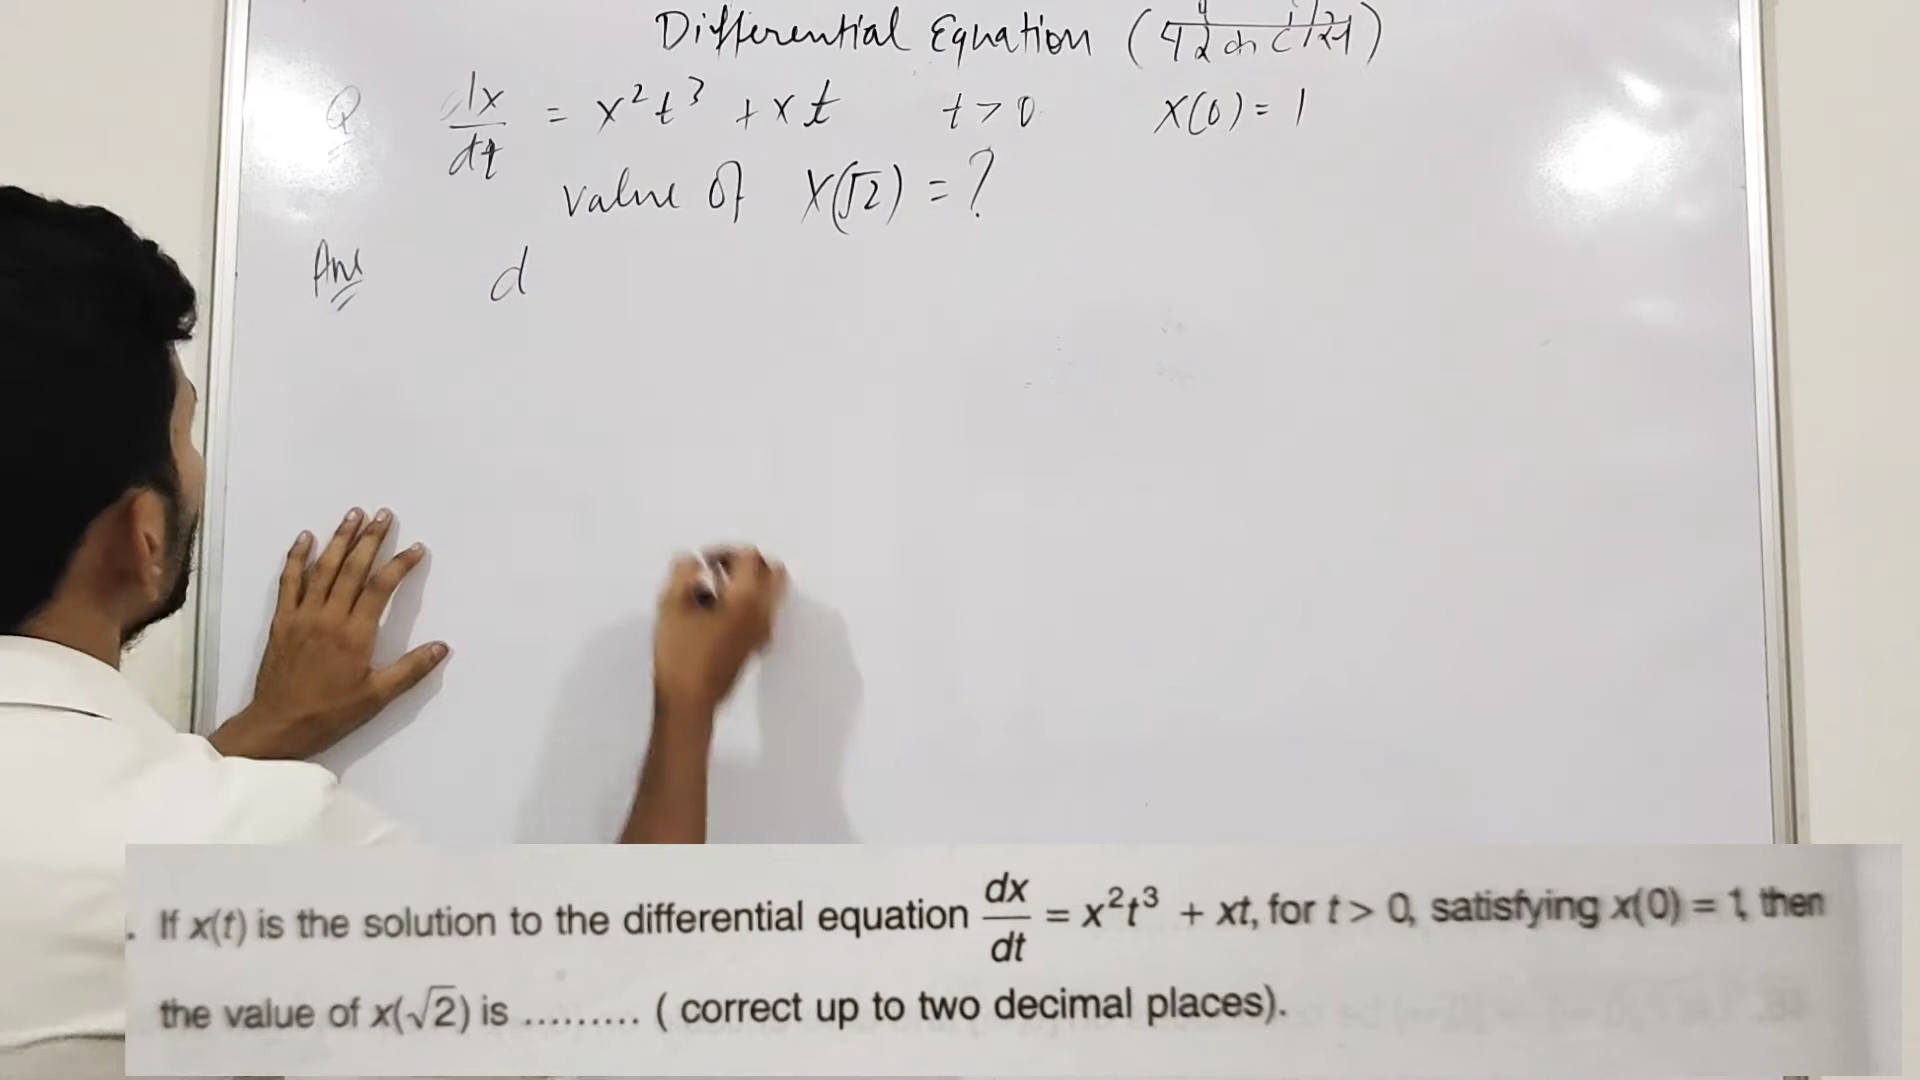 Differential Equation (
Q dx/dt = x²t³ + xt t > 0 x(0) = 1
value of x(√2) = ?
Ans d
. If x(t) is the solution to the differential equation dx/dt = x²t³ + xt, for t > 0, satisfying x(0) = 1, then
the value of x(√2) is ......... ( correct up to two decimal places).